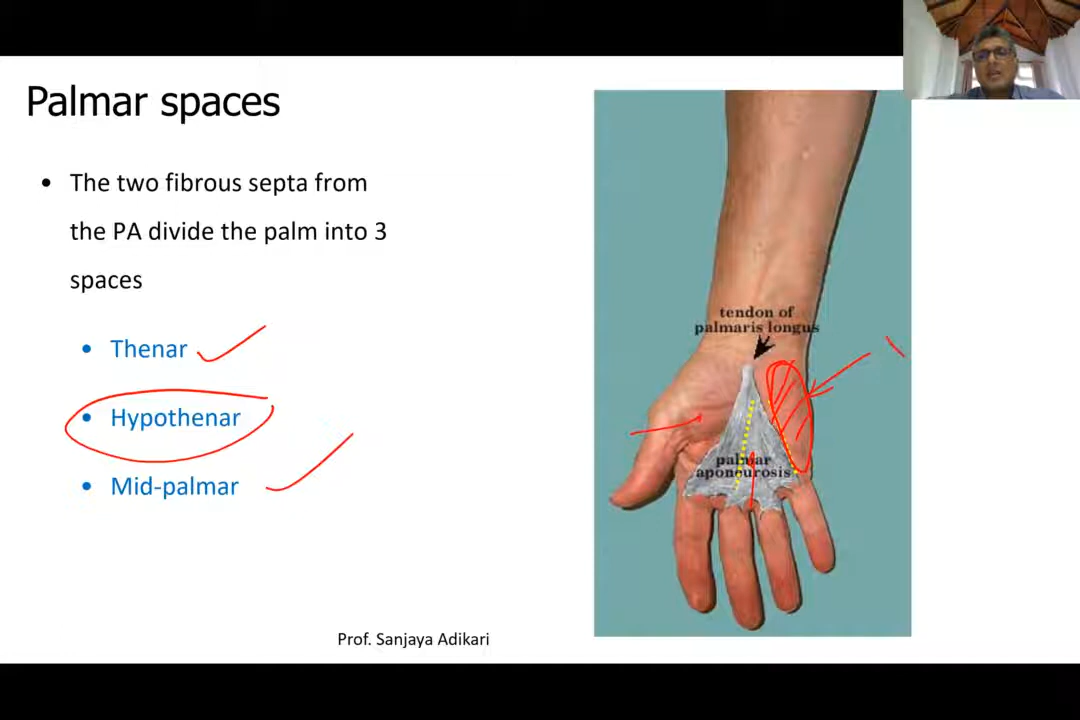 Palmar spaces
• The two fibrous septa from
the PA divide the palm into 3
spaces
• Thenar
• Hypothenar
• Mid-palmar
tendon of
palmaris longus
palmar
aponeurosis
Prof. Sanjaya Adikari